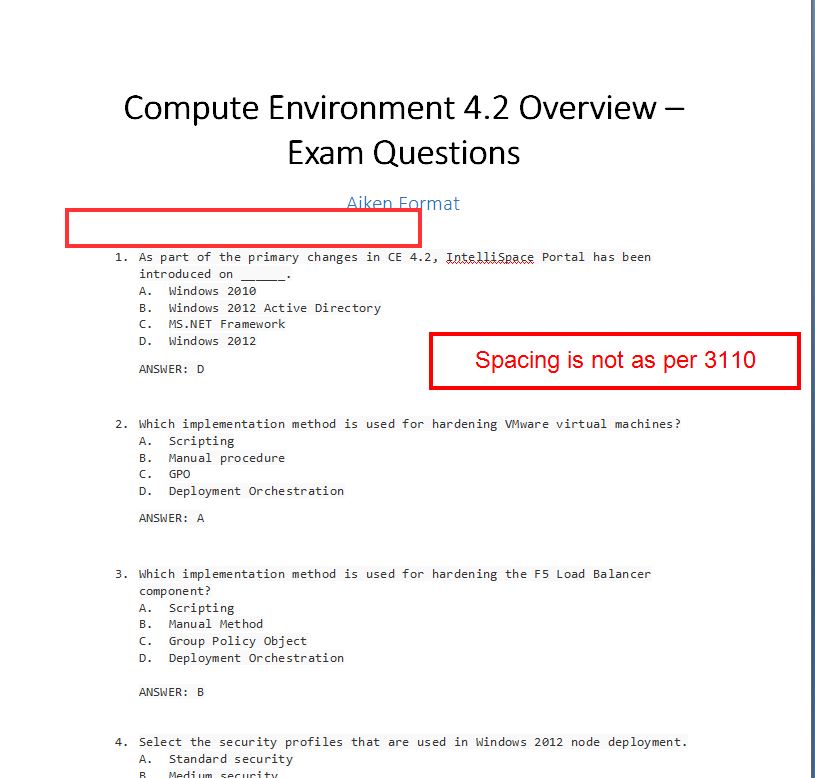 Compute Environment 4.2 Overview –
Exam Questions
Aiken Format
1. As part of the primary changes in CE 4.2, IntelliSpace Portal has been
introduced on ______.
A. Windows 2010
B. Windows 2012 Active Directory
C. MS.NET Framework
D. Windows 2012
ANSWER: D
Spacing is not as per 3110
2. Which implementation method is used for hardening VMware virtual machines?
A. Scripting
B. Manual procedure
C. GPO
D. Deployment Orchestration
ANSWER: A
3. Which implementation method is used for hardening the F5 Load Balancer
component?
A. Scripting
B. Manual Method
C. Group Policy Object
D. Deployment Orchestration
ANSWER: B
4. Select the security profiles that are used in Windows 2012 node deployment.
A. Standard security
B. Medium security